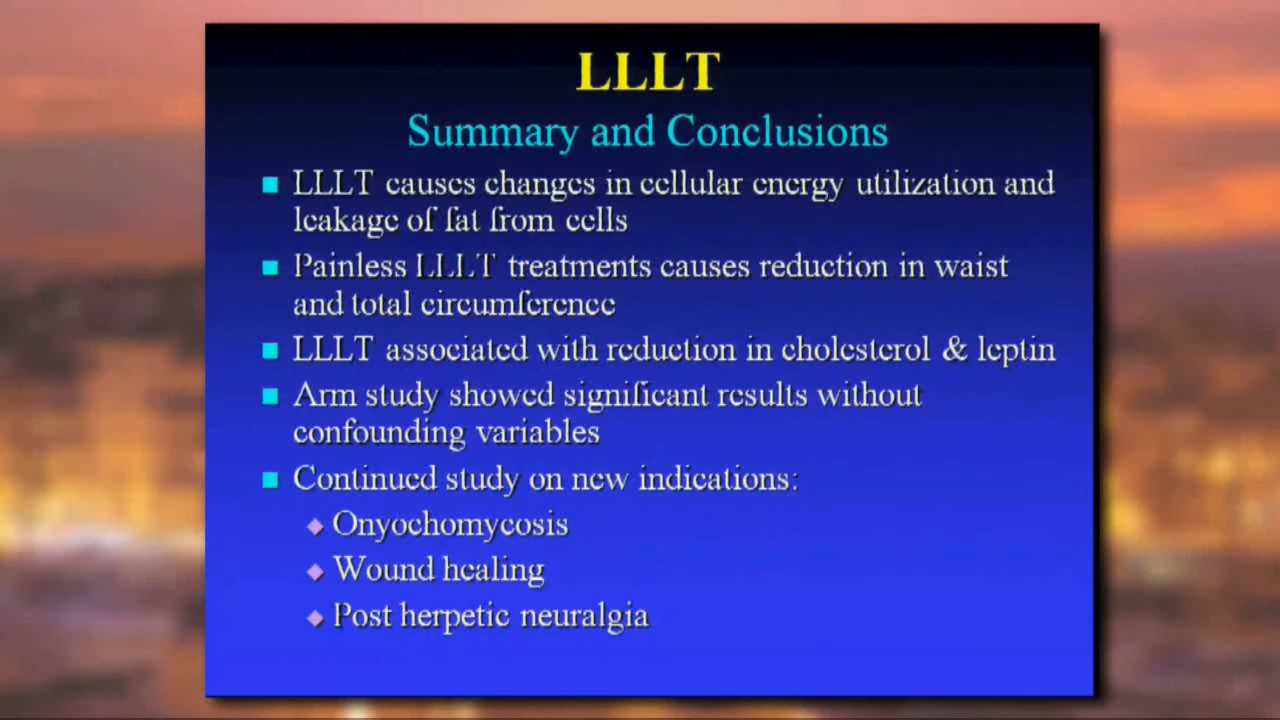 LLLT
Summary and Conclusions
LLLT causes changes in cellular energy utilization and
leakage of fat from cells
Painless LLLT treatments causes reduction in waist
and total circumference
LLLT associated with reduction in cholesterol & leptin
Arm study showed significant results without
confounding variables
Continued study on new indications:
Onyochomycosis
Wound healing
Post herpetic neuralgia